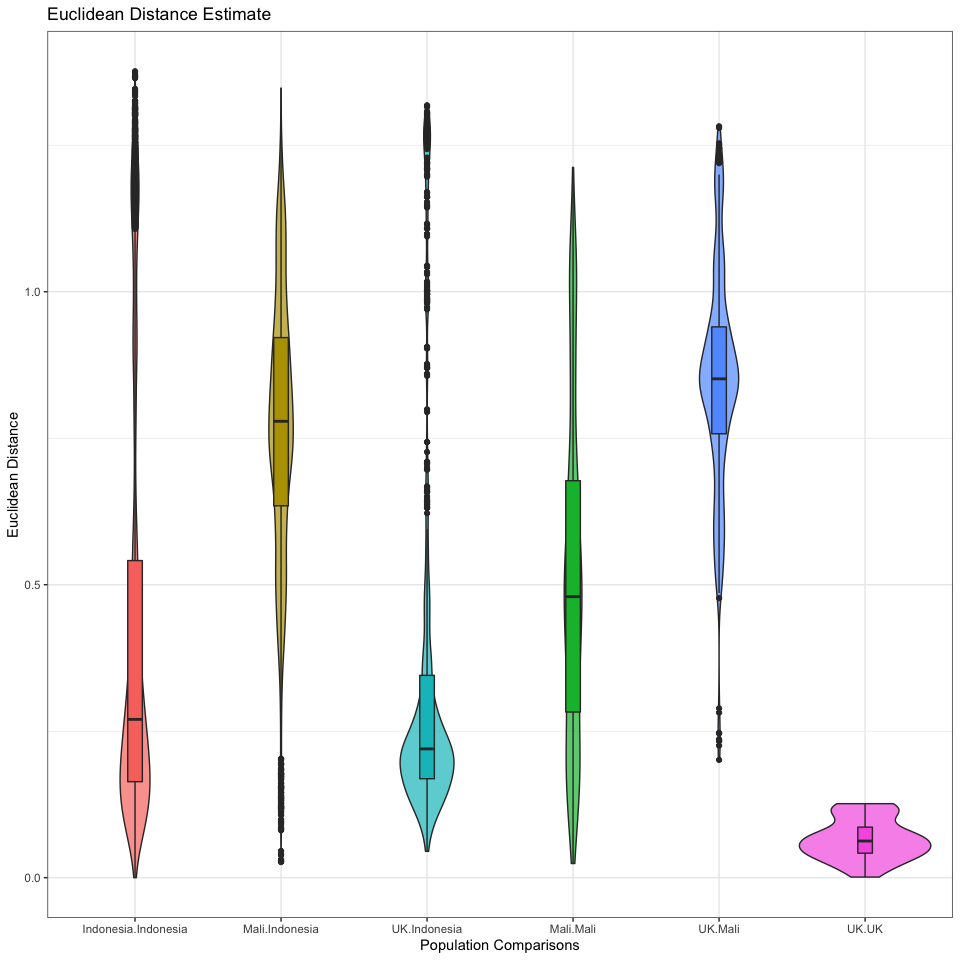 Euclidean Distance Estimate
Euclidean Distance
1.0
0.5
0.0
Indonesia.Indonesia
Mali.Indonesia
UK.Indonesia
Mali.Mali
UK.Mali
UK.UK
Population Comparisons